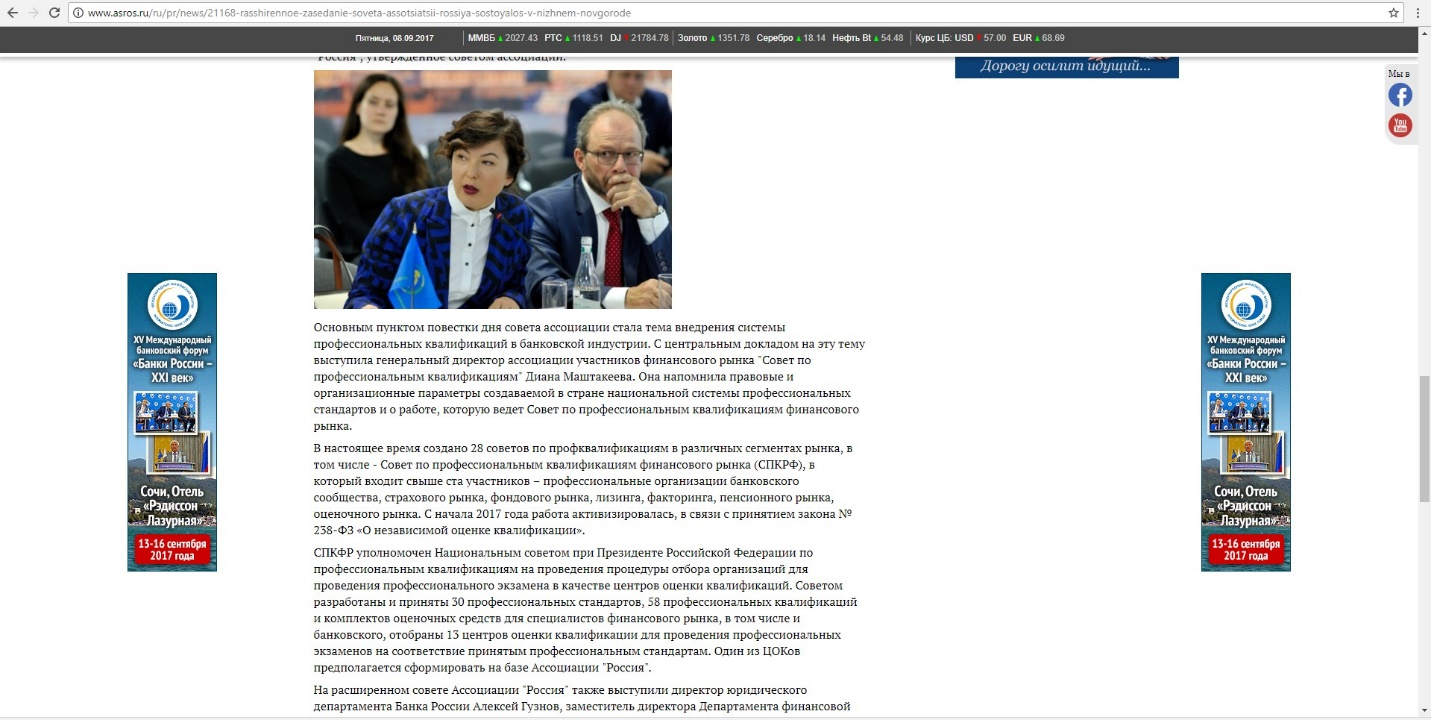 www.asros.ru/ru/pr/news/21168-rasshirennoe-zasedanie-soveta-assotsiatsii-rossiya-sostoyalos-v-nizhnem-novgorode
Пятница, 08.09.2017 ММВБ 2027.43 РТС 1118.51 DJ 21784.78 Золото 1351.78 Серебро 18.14 Нефть Bt 54.48 Курс ЦБ: USD 57.00 EUR 68.69
"Россия", утвержденное советом ассоциации.
Дорогу осилит идущий...
Мы в
You Tube
Основным пунктом повестки дня совета ассоциации стала тема внедрения системы
профессиональных квалификаций в банковской индустрии. С центральным докладом на эту тему
выступила генеральный директор ассоциации участников финансового рынка "Совет по
профессиональным квалификациям" Диана Маштакеева. Она напомнила правовые и
организационные параметры создаваемой в стране национальной системы профессиональных
стандартов и о работе, которую ведет Совет по профессиональным квалификациям финансового
рынка.
В настоящее время создано 28 советов по профквалификациям в различных сегментах рынка, в
том числе - Совет по профессиональным квалификациям финансового рынка (СПКРФ), в
который входит свыше ста участников – профессиональные организации банковского
сообщества, страхового рынка, фондового рынка, лизинга, факторинга, пенсионного рынка,
оценочного рынка. С начала 2017 года работа активизировалась, в связи с принятием закона №
238-ФЗ «О независимой оценке квалификации».
СПКФР уполномочен Национальным советом при Президенте Российской Федерации по
профессиональным квалификациям на проведения процедуры отбора организаций для
проведения профессионального экзамена в качестве центров оценки квалификаций. Советом
разработаны и приняты 30 профессиональных стандартов, 58 профессиональных квалификаций
и комплектов оценочных средств для специалистов финансового рынка, в том числе и
банковского, отобраны 13 центров оценки квалификации для проведения профессиональных
экзаменов на соответствие принятым профессиональным стандартам. Один из ЦОКов
предполагается сформировать на базе Ассоциации "Россия".
На расширенном совете Ассоциации "Россия" также выступили директор юридического
департамента Банка России Алексей Гузнов, заместитель директора Департамента финансовой
XV Международный
банковский форум
«Банки России –
XXI век»
Сочи, Отель
«Рэдиссон
Лазурная»
13-16 сентября
2017 года
XV Международный
банковский форум
«Банки России –
XXI век»
Сочи, Отель
«Рэдиссон
Лазурная»
13-16 сентября
2017 года